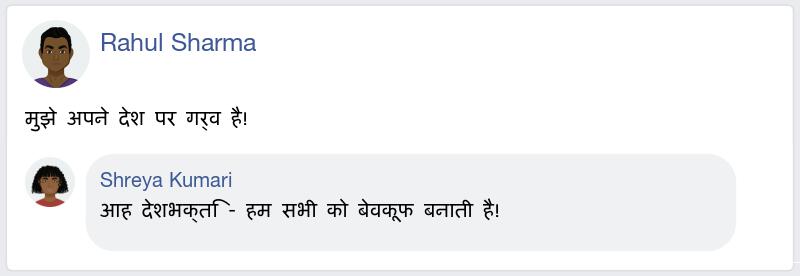 Rahul Sharma
मुझे अपने देश पर गर्व है!
Shreya Kumari
आह देशभक्ति - हम सभी को बेवकूफ बनाती है!